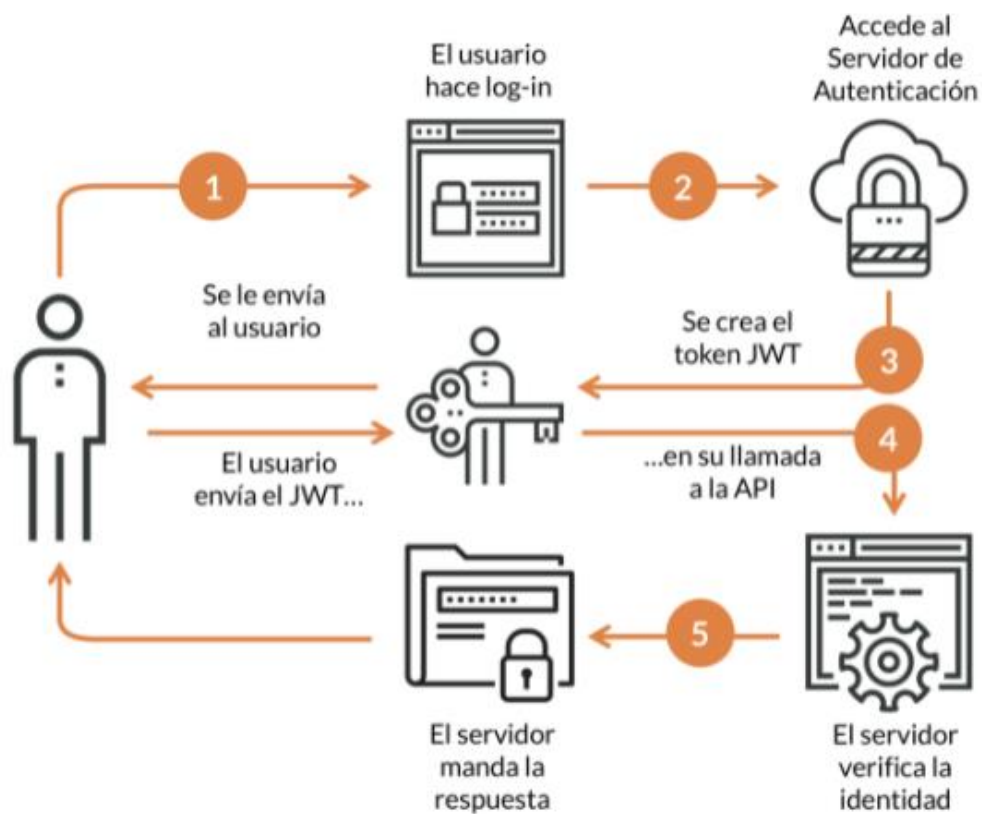 El usuario
hace log-in
Accede al
Servidor de
Autenticación
1
2
Se le envía
al usuario
Se crea el
token JWT
3
El usuario
envía el JWT...
...en su llamada
a la API
4
5
El servidor
manda la
respuesta
El servidor
verifica la
identidad